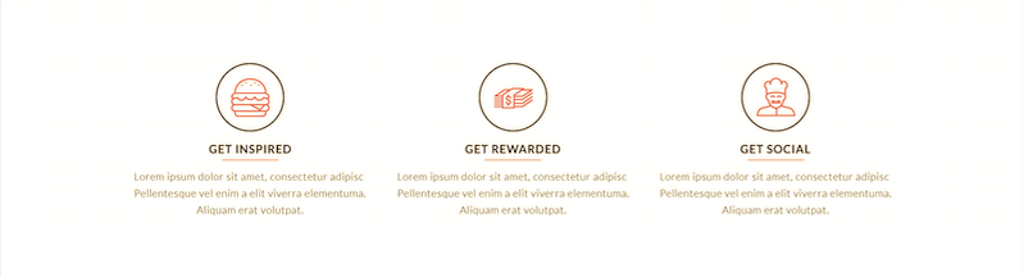 GET INSPIRED
Lorem ipsum dolor sit amet, consectetur adipisc
Pellentesque vel enim a elit viverra elementuma.
Aliquam erat volutpat.
$
GET REWARDED
Lorem ipsum dolor sit amet, consectetur adipisc
Pellentesque vel enim a elit viverra elementuma.
Aliquam erat volutpat.
GET SOCIAL
Lorem ipsum dolor sit amet, consectetur adipisc
Pellentesque vel enim a elit viverra elementuma.
Aliquam erat volutpat.